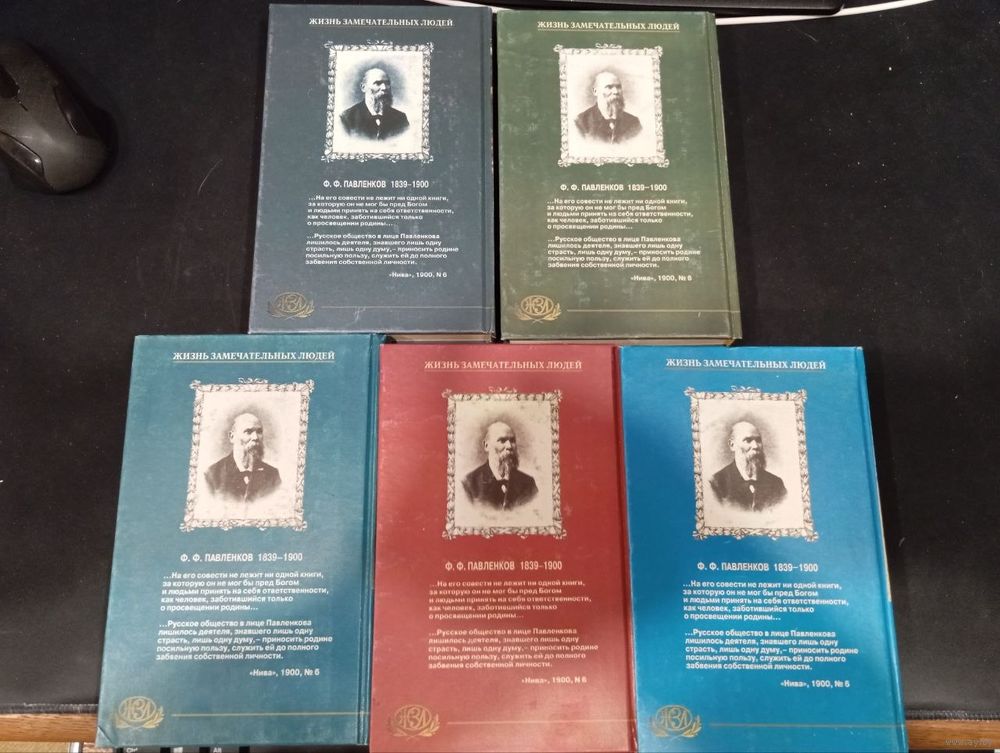 ЖИЗНЬ ЗАМЕЧАТЕЛЬНЫХ ЛЮДЕЙ
Ф. Ф. ПАВЛЕНКОВ 1839–1900
...На его совести не лежит ни одной книги,
за которую он не мог бы пред Богом
и людьми принять на себя ответственности,
как человек, заботившийся только
о просвещении родины...
...Русское общество в лице Павленкова
лишилось деятеля, знавшего лишь одну
страсть, лишь одну думу,– приносить родине
посильную пользу, служить ей до полного
забвения собственной личности.
«Нива», 1900, N 6
ЖЗЛ
ЖИЗНЬ ЗАМЕЧАТЕЛЬНЫХ ЛЮДЕЙ
Ф. Ф. ПАВЛЕНКОВ 1839–1900
...На его совести не лежит ни одной книги,
за которую он не мог бы пред Богом
и людьми принять на себя ответственности,
как человек, заботившийся только
о просвещении родины...
...Русское общество в лице Павленкова
лишилось деятеля, знавшего лишь одну
страсть, лишь одну думу,– приносить родине
посильную пользу, служить ей до полного
забвения собственной личности.
«Нива», 1900, № 6
ЖЗЛ
ЖИЗНЬ ЗАМЕЧАТЕЛЬНЫХ ЛЮДЕЙ
Ф. Ф. ПАВЛЕНКОВ 1839–1900
...На его совести не лежит ни одной книги,
за которую он не мог бы пред Богом
и людьми принять на себя ответственности,
как человек, заботившийся только
о просвещении родины...
...Русское общество в лице Павленкова
лишилось деятеля, знавшего лишь одну
страсть, лишь одну думу,– приносить родине
посильную пользу, служить ей до полного
забвения собственной личности.
«Нива», 1900, № 6
ЖЗЛ
ЖИЗНЬ ЗАМЕЧАТЕЛЬНЫХ ЛЮДЕЙ
Ф. Ф. ПАВЛЕНКОВ 1839–1900
...На его совести не лежит ни одной книги,
за которую он не мог бы пред Богом
и людьми принять на себя ответственности,
как человек, заботившийся только
о просвещении родины...
...Русское общество в лице Павленкова
лишилось деятеля, знавшего лишь одну
страсть, лишь одну думу,– приносить родине
посильную пользу, служить ей до полного
забвения собственной личности.
«Нива», 1900, N 6
ЖЗЛ
ЖИЗНЬ ЗАМЕЧАТЕЛЬНЫХ ЛЮДЕЙ
Ф. Ф. ПАВЛЕНКОВ 1839–1900
...На его совести не лежит ни одной книги,
за которую он не мог бы пред Богом
и людьми принять на себя ответственности,
как человек, заботившийся только
о просвещении родины...
...Русское общество в лице Павленкова
лишилось деятеля, знавшего лишь одну
страсть, лишь одну думу,– приносить родине
посильную пользу, служить ей до полного
забвения собственной личности.
«Нива», 1900, № 6
ЖЗЛ